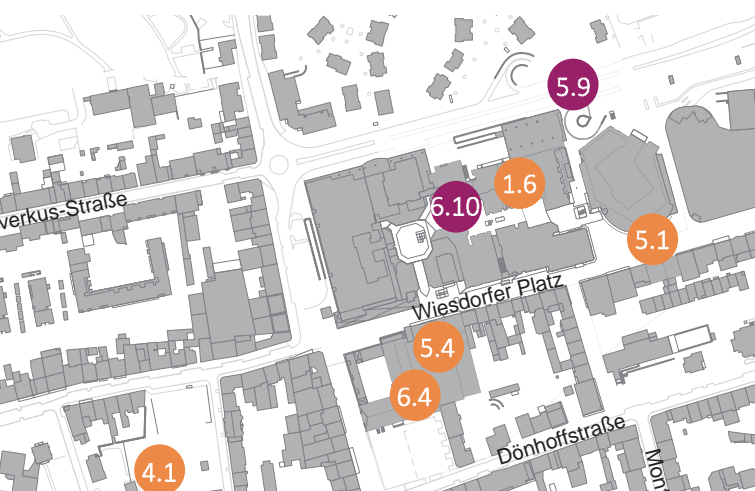 5.9
1.6
verkus-Straße
6.10
5.1
Wiesdorfer Platz
5.4
6.4
Dönhoffstraße
Mon
4.1